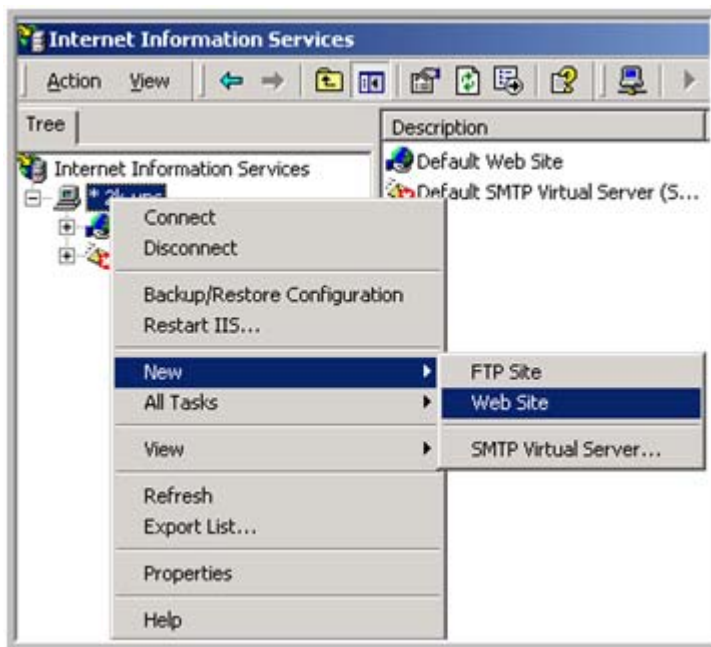 Internet Information Services
Action View
Tree
Description
Internet Information Services
Default Web Site
Default SMTP Virtual Server (S...
Connect
Disconnect
Backup/Restore Configuration
Restart IIS...
New
FTP Site
All Tasks
Web Site
View
SMTP Virtual Server...
Refresh
Export List...
Properties
Help